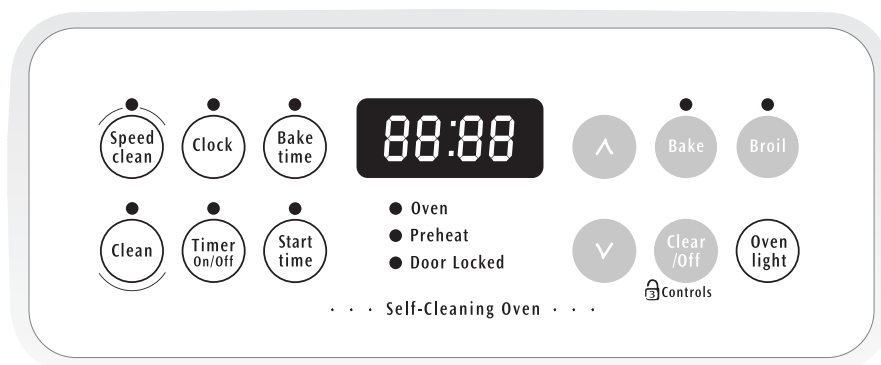 Speed
clean
Clock
Bake
time
88:88
∧
Bake
Broil
Clean
Timer
On/Off
Start
time
Oven
Preheat
Door Locked
∨
Clear
/Off
Oven
light
3
Controls
· · · Self-Cleaning Oven · · ·